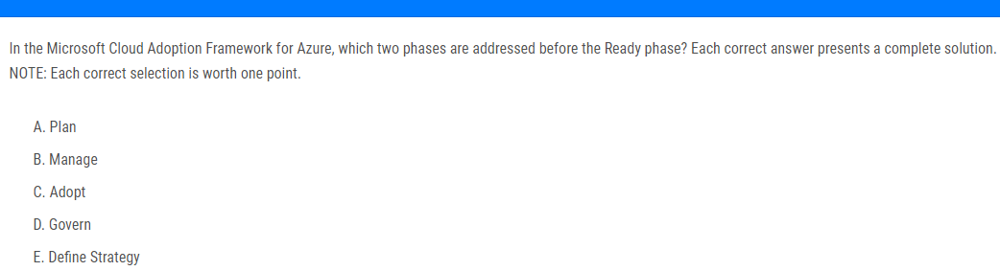 In the Microsoft Cloud Adoption Framework for Azure, which two phases are addressed before the Ready phase? Each correct answer presents a complete solution.
NOTE: Each correct selection is worth one point.
A. Plan
B. Manage
C. Adopt
D. Govern
E. Define Strategy